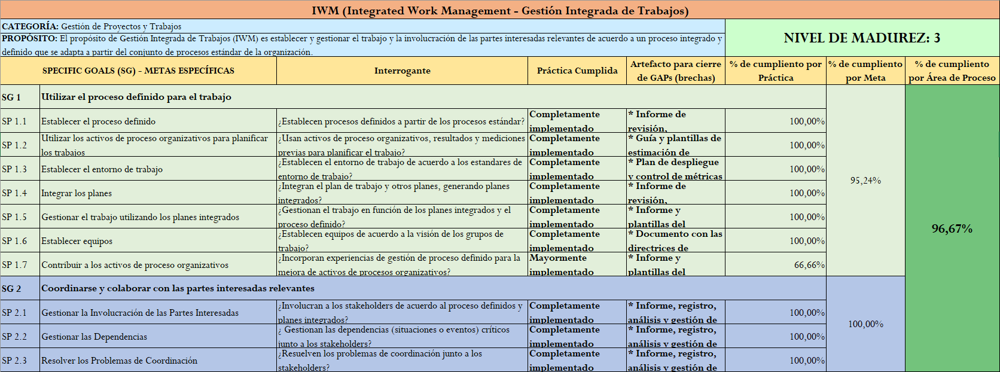 IWM (Integrated Work Management - Gestión Integrada de Trabajos)
CATEGORÍA: Gestión de Proyectos y Trabajos
PROPÓSITO: El propósito de Gestión Integrada de Trabajos (IWM) es establecer y gestionar el trabajo y la involucración de las partes interesadas relevantes de acuerdo a un proceso integrado y
definido que se adapta a partir del conjunto de procesos estándar de la organización.
NIVEL DE MADUREZ: 3
SPECIFIC GOALS (SG) - METAS ESPECÍFICAS
Interrogante
Práctica Cumplida
Artefacto para cierre
de GAPs (brechas)
% de cumpliento por
Práctica
% de cumpliento
por Meta
% de cumpliento
por Área de Proceso
SG 1
Utilizar el proceso definido para el trabajo
95,24%
96,67%
SP 1.1
Establecer el proceso definido
¿Establecen procesos definidos a partir de los procesos estándar?
Completamente
implementado
* Informe de
revisión,
100,00%
SP 1.2
Utilizar los activos de proceso organizativos para planificar
los trabajos
¿Usan activos de proceso organizativos, resultados y mediciones
previas para planificar el trabajo?
Completamente
implementado
* Guía y plantillas de
estimación de
100,00%
SP 1.3
Establecer el entorno de trabajo
¿Establecen el entorno de trabajo de acuerdo a los estandares de
entorno de trabajo?
Completamente
implementado
* Plan de despliegue
y control de métricas
100,00%
SP 1.4
Integrar los planes
¿Integran el plan de trabajo y otros planes, generando planes
integrados?
Completamente
implementado
* Informe de
revisión,
100,00%
SP 1.5
Gestionar el trabajo utilizando los planes integrados
¿Gestionan el trabajo en función de los planes integrados y el
proceso definido?
Completamente
implementado
* Informe y
plantillas del
100,00%
SP 1.6
Establecer equipos
¿Establecen equipos de acuerdo a la visión de los grupos de
trabajo?
Completamente
implementado
* Documento con las
directrices de
100,00%
SP 1.7
Contribuir a los activos de proceso organizativos
¿Incorporan experiencias de gestión de proceso definido para la
mejora de activos de procesos organizativos?
Mayormente
implementado
* Informe y
plantillas del
66,66%
SG 2
Coordinarse y colaborar con las partes interesadas relevantes
100,00%
SP 2.1
Gestionar la Involucración de las Partes Interesadas
¿Involucran a los stakeholders de acuerdo al proceso definidos y
planes integrados?
Completamente
implementado
* Informe, registro,
análisis y gestión de
100,00%
SP 2.2
Gestionar las Dependencias
¿ Gestionan las dependencias (situaciones o eventos) críticos
junto a los stakeholders?
Completamente
implementado
* Informe, registro,
análisis y gestión de
100,00%
SP 2.3
Resolver los Problemas de Coordinación
¿Resuelven los problemas de coordinación junto a los
stakeholders?
Completamente
implementado
* Informe, registro,
análisis y gestión de
100,00%